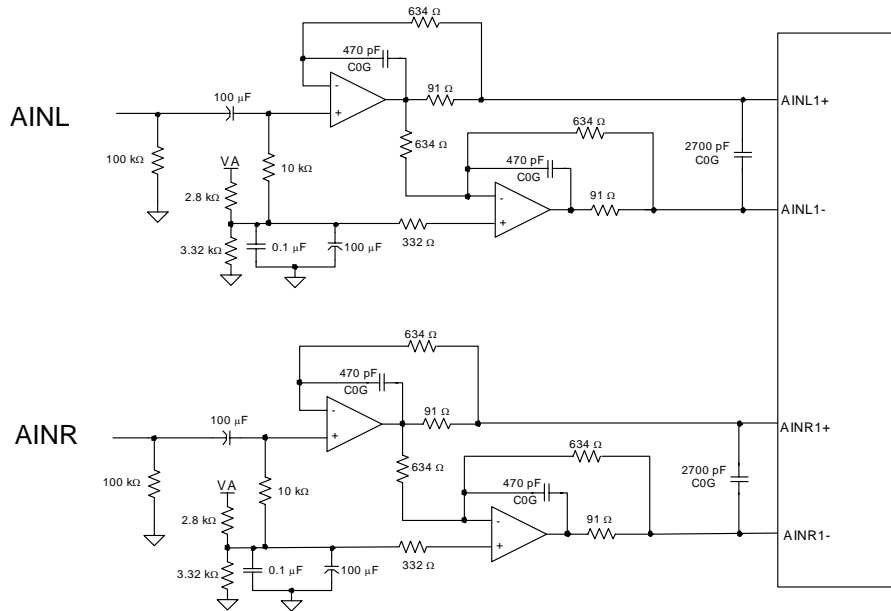 634 Ω
470 pF
C0G
-
+
91 Ω
AINL1+
100 µF
AINL
100 kΩ
634 Ω
634 Ω
470 pF
C0G
2700 pF
C0G
VA
10 kΩ
2.8 kΩ
-
+
91 Ω
AINL1-
3.32 kΩ
0.1 µF
100 µF
332 Ω
634 Ω
470 pF
C0G
-
+
91 Ω
AINR1+
100 µF
AINR
100 kΩ
634 Ω
634 Ω
470 pF
C0G
2700 pF
C0G
VA
10 kΩ
2.8 kΩ
-
+
91 Ω
AINR1-
3.32 kΩ
0.1 µF
100 µF
332 Ω